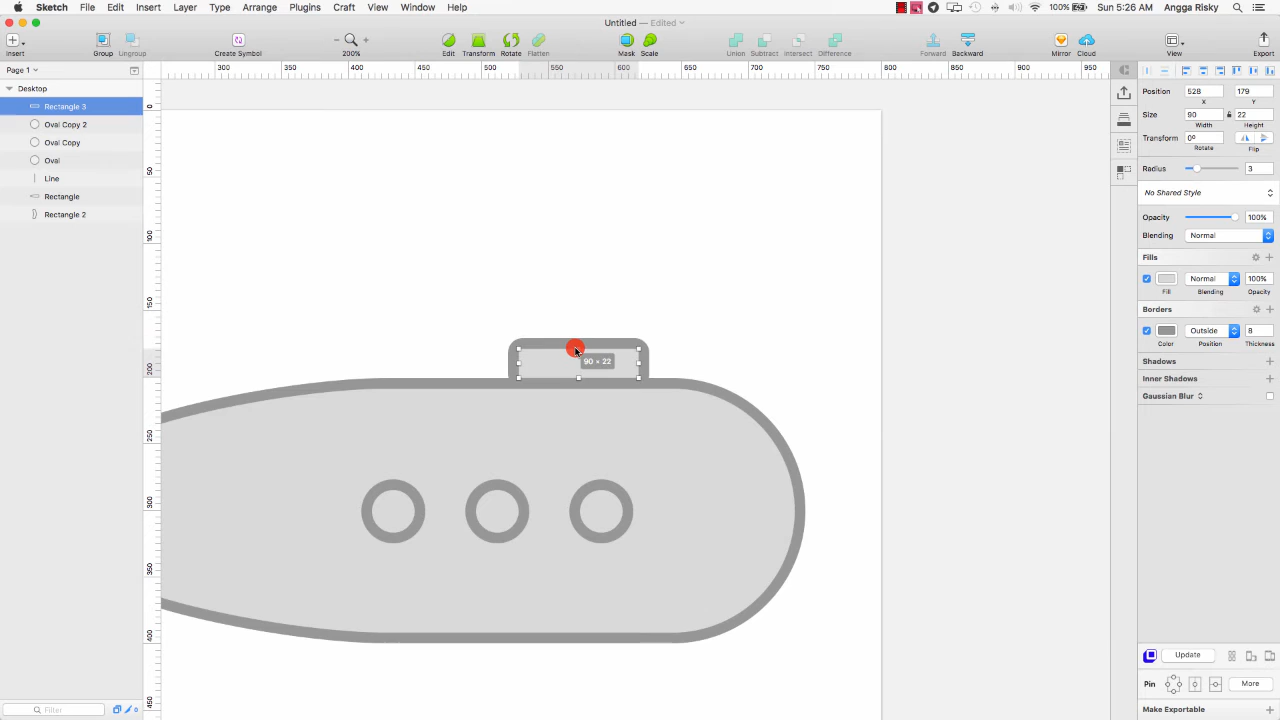 Sketch File Edit Insert Layer Type Arrange Plugins Craft View Window Help 100% Sun 5:26 AM Angga Risky
Untitled — Edited
Insert Group Ungroup Create Symbol 200% Edit Transform Rotate Flatten Mask Scale Union Subtract Intersect Difference Forward Backward Mirror Cloud View Export
Page 1
300 350 400 450 500 550 600 650 700 750 800 850 900 950
Desktop
Rectangle 3
Oval Copy 2
Oval Copy
Oval
Line
Rectangle
Rectangle 2
0
50
100
150
200
250
300
350
400
450
90 × 22
Position 528 179
X Y
Size 90 22
Width Height
Transform 0º
Rotate Flip
Radius 3
No Shared Style
Opacity 100%
Blending Normal
Fills
Normal 100%
Fill Blending Opacity
Borders
Outside 8
Color Position Thickness
Shadows
Inner Shadows
Gaussian Blur
Update
Pin More
Make Exportable
Filter 0